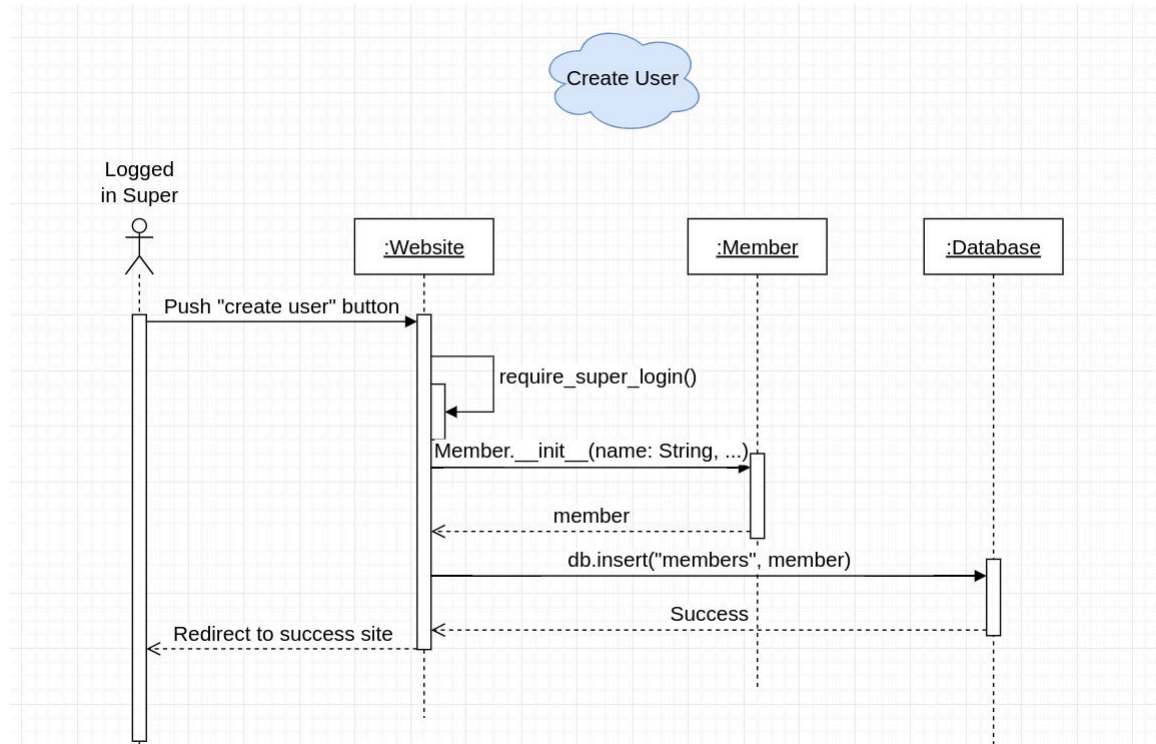 Create User
Logged
in Super
:Website
:Member
:Database
Push "create user" button
require_super_login()
Member.__init__(name: String, ...)
member
db.insert("members", member)
Success
Redirect to success site